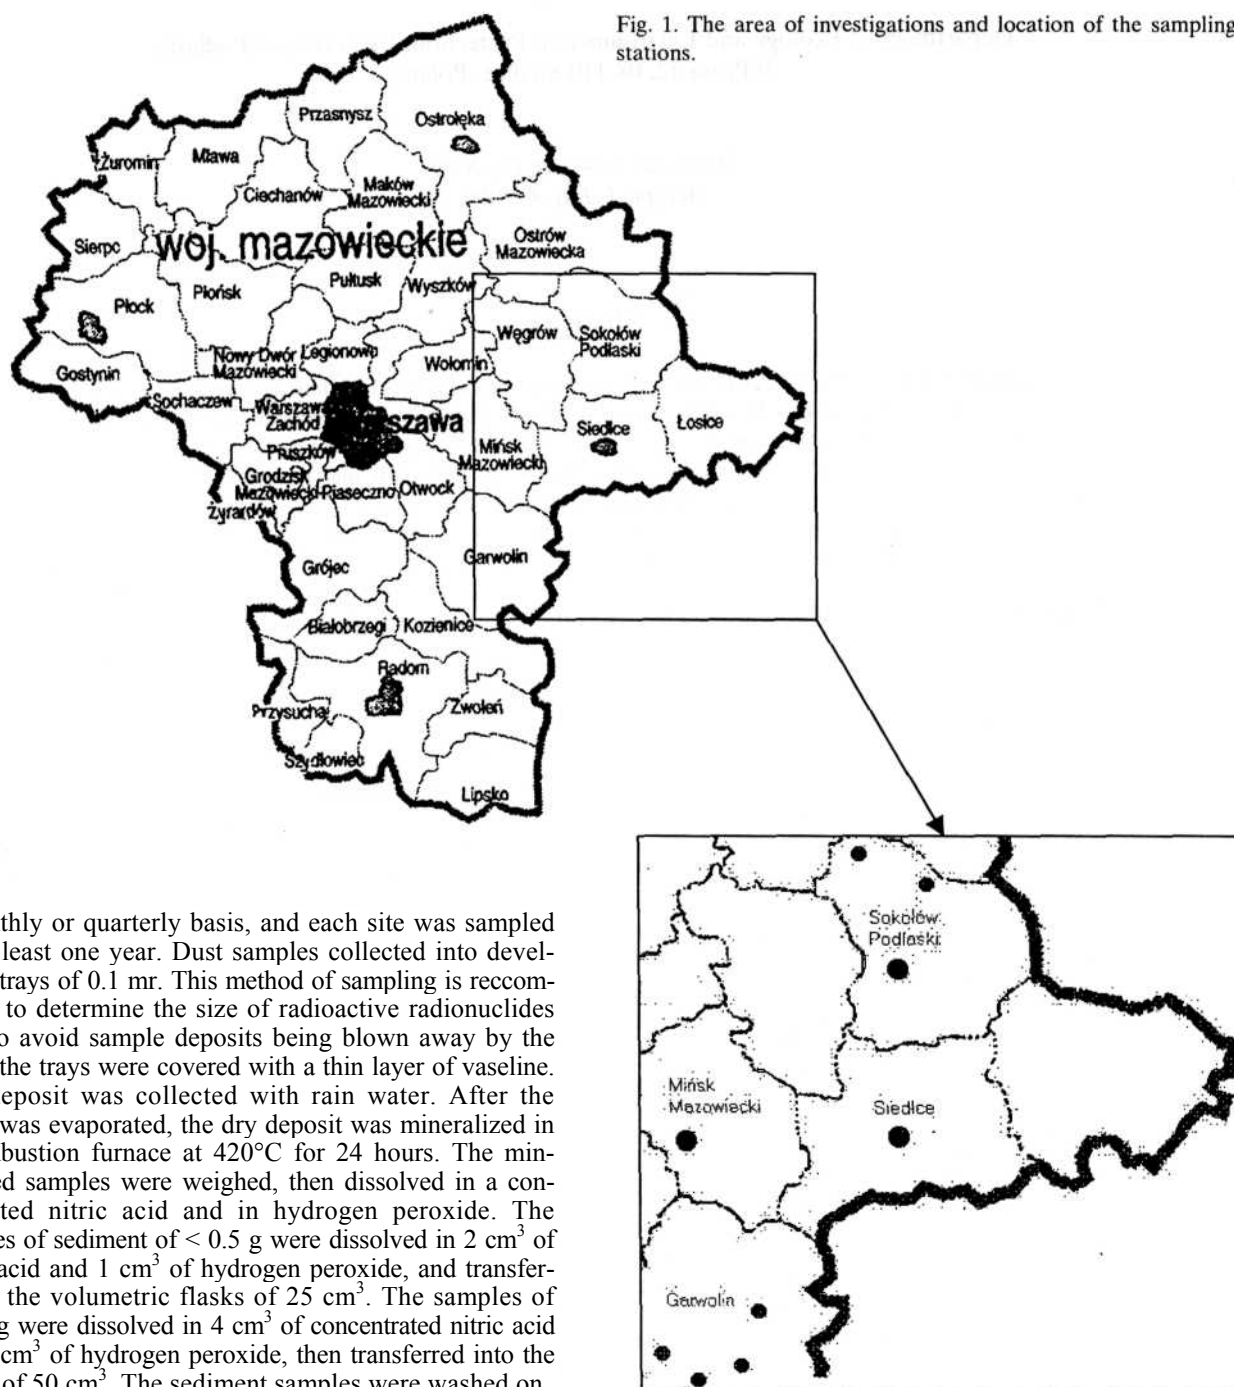 Fig. 1. The area of investigations and location of the sampling
stations.
Przasnysz
Ostrołęka
Żuromin
Mława
Ciechanów
Maków
Mazowiecki
Sierpc
woj. mazowieckie
Ostrów
Mazowiecka
Płock
Płońsk
Pułtusk
Wyszków
Węgrów
Sokołów
Podlaski
Gostynin
Nowy Dwór
Mazowiecki
Legionowo
Wołomin
Sochaczew
Warszawa
Zachód
szawa
Siedlce
Łosice
Pruszków
Mińsk
Mazowiecki
Grodzisk
Mazowiecki
Piaseczno
Otwock
Żyrardów
Grójec
Garwolin
Białobrzegi
Kozienice
Radom
Przysucha
Zwoleń
Szydłowiec
Lipsko
Sokołów
Podlaski
Mińsk
Mazowiecki
Siedlce
Garwolin
thly or quarterly basis, and each site was sampled
least one year. Dust samples collected into devel-
trays of 0.1 mr. This method of sampling is reccom-
to determine the size of radioactive radionuclides
o avoid sample deposits being blown away by the
the trays were covered with a thin layer of vaseline.
eposit was collected with rain water. After the
was evaporated, the dry deposit was mineralized in
bustion furnace at 420°C for 24 hours. The min-
ed samples were weighed, then dissolved in a con-
ted nitric acid and in hydrogen peroxide. The
es of sediment of < 0.5 g were dissolved in 2 cm³ of
acid and 1 cm³ of hydrogen peroxide, and transfer-
the volumetric flasks of 25 cm³. The samples of
g were dissolved in 4 cm³ of concentrated nitric acid
cm³ of hydrogen peroxide, then transferred into the
of 50 cm³. The sediment samples were washed on